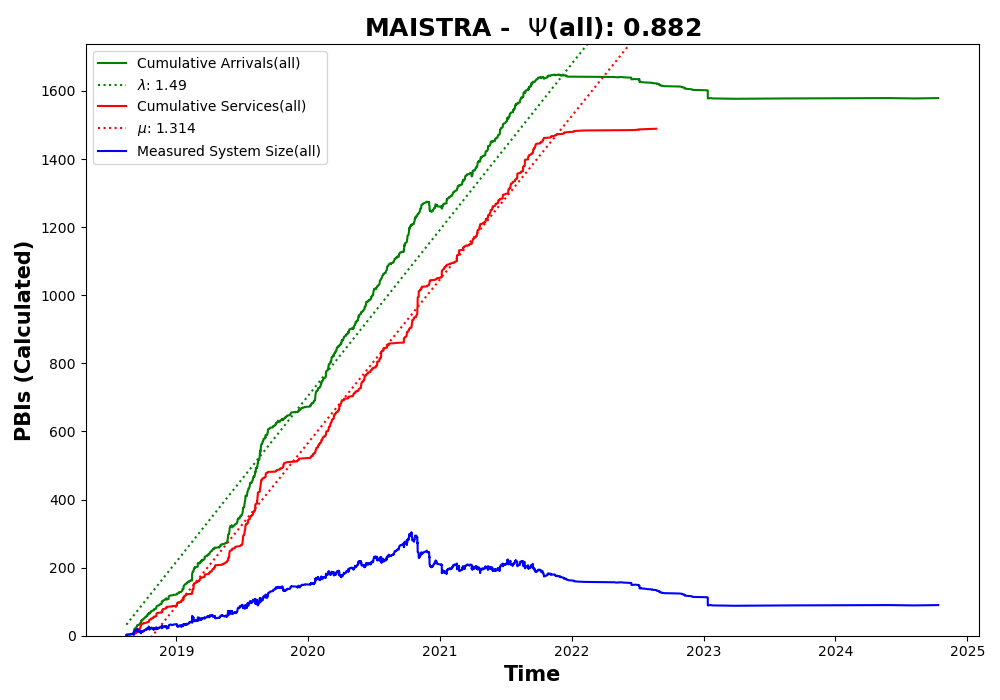 MAISTRA - Ψ(all): 0.882
Cumulative Arrivals(all)
λ: 1.49
Cumulative Services(all)
μ: 1.314
Measured System Size(all)
PBIs (Calculated)
1600
1400
1200
1000
800
600
400
200
0
2019 2020 2021 2022 2023 2024 2025
Time